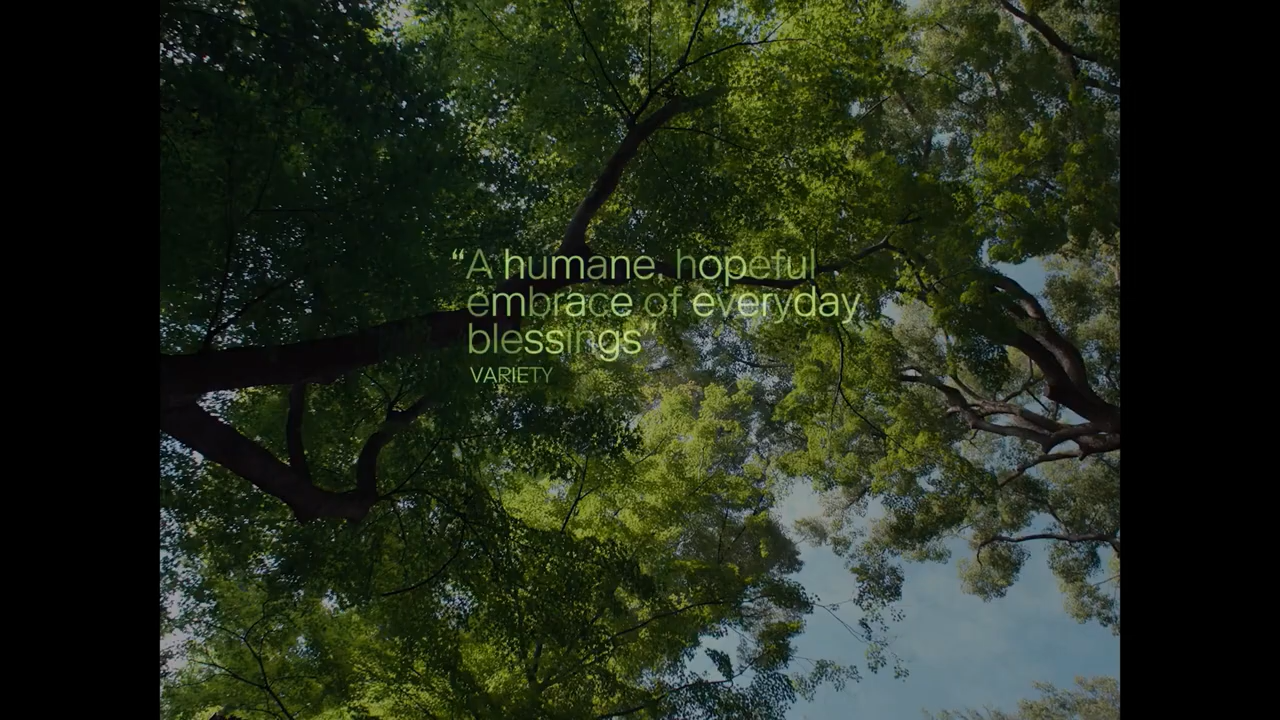 “A humane, hopeful
embrace of everyday
blessings”
VARIETY